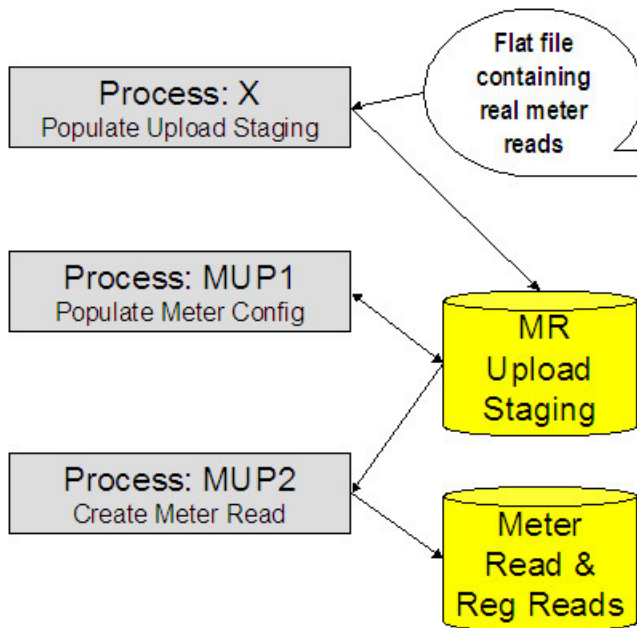 Flat file
containing
real meter
reads
Process: X
Populate Upload Staging
Process: MUP1
Populate Meter Config
MR
Upload
Staging
Process: MUP2
Create Meter Read
Meter
Read &
Reg Reads